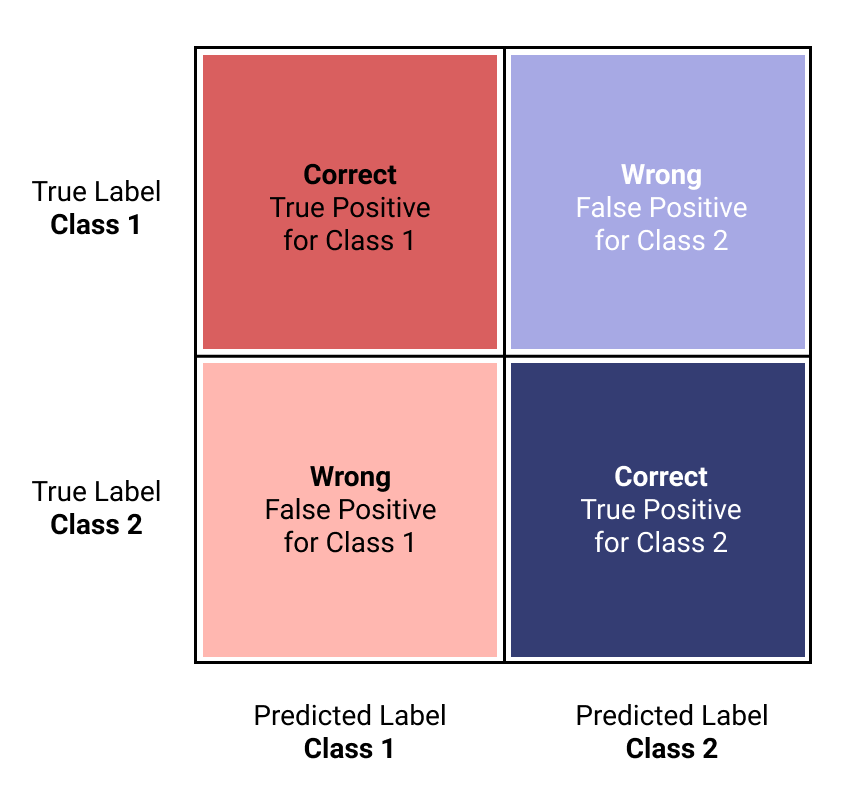 True Label
Class 1
Correct
True Positive
for Class 1
Wrong
False Positive
for Class 2
True Label
Class 2
Wrong
False Positive
for Class 1
Correct
True Positive
for Class 2
Predicted Label
Class 1
Predicted Label
Class 2